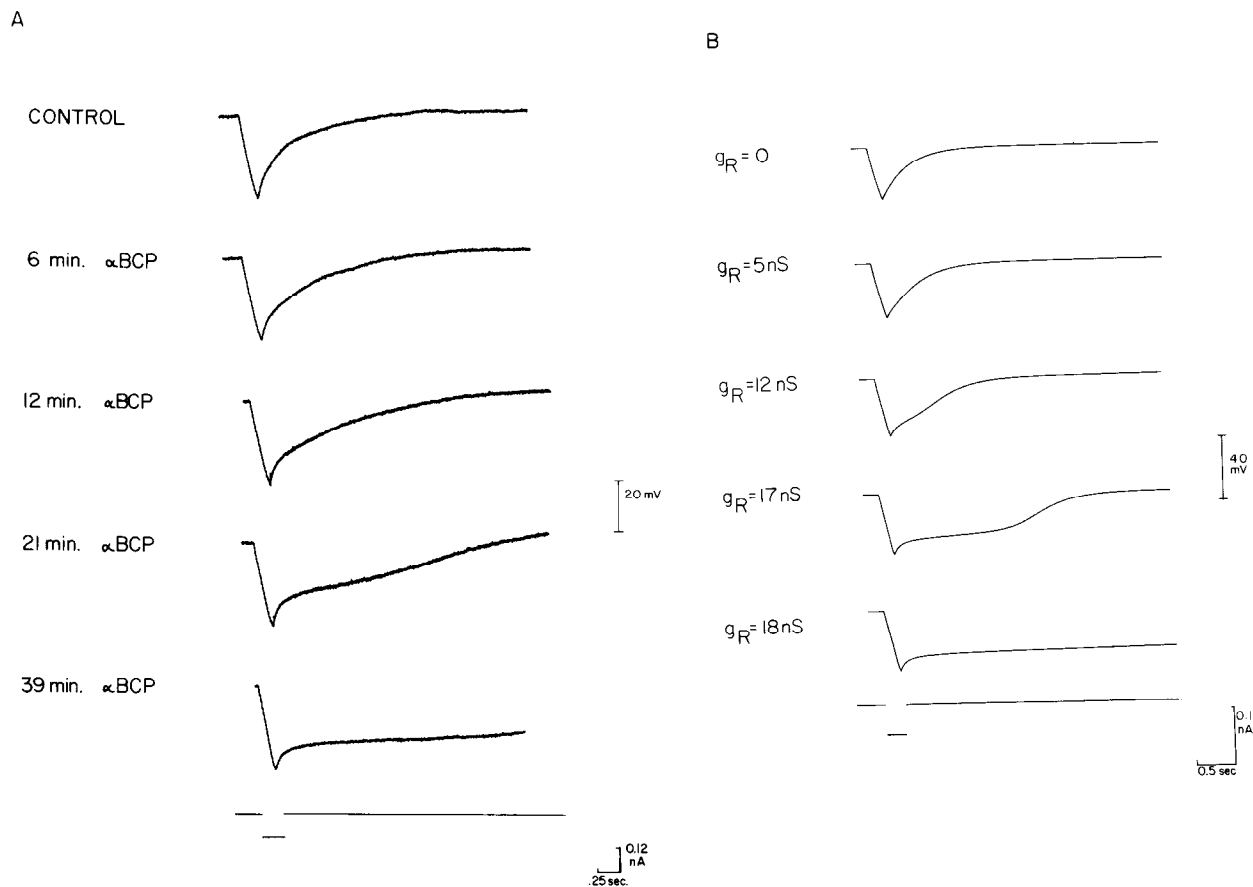 A
CONTROL
6 min. αBCP
12 min. αBCP
21 min. αBCP
39 min. αBCP
20 mV
0.12
nA
.25 sec.
B
gR = 0
gR = 5nS
gR = 12 nS
gR = 17 nS
gR = 18 nS
40
mV
0.1
nA
0.5 sec